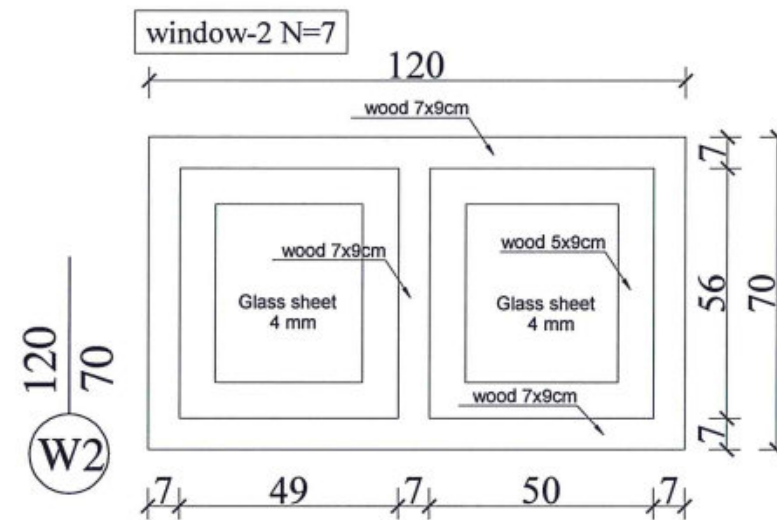 window-2 N=7
120
wood 7x9cm
7
wood 7x9cm
wood 5x9cm
Glass sheet
4 mm
Glass sheet
4 mm
56
70
120
70
W2
wood 7x9cm
7
7
49
7
50
7